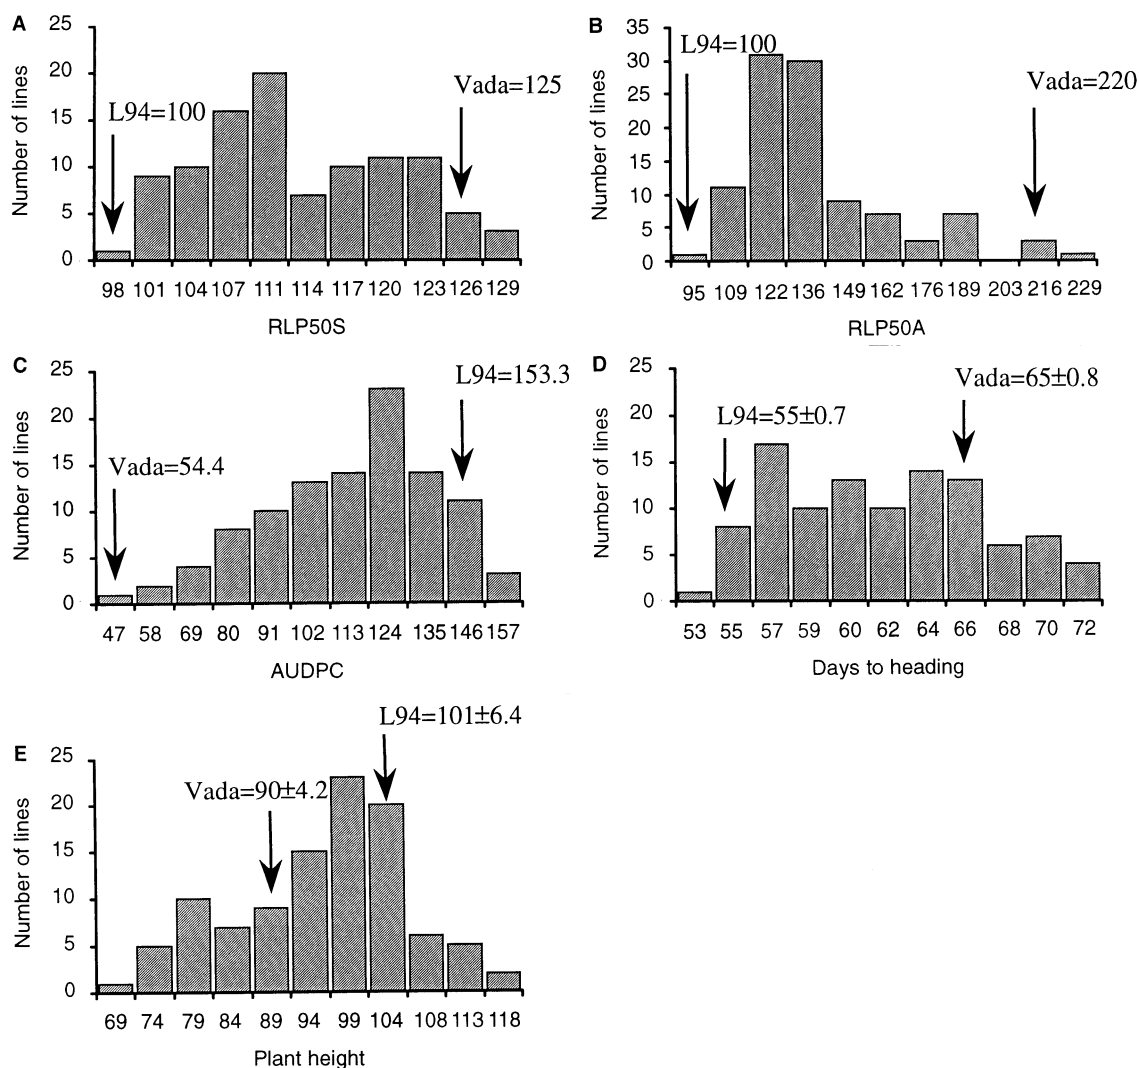 A
Number of lines
25
20
15
10
5
0
L94=100
Vada=125
98 101 104 107 111 114 117 120 123 126 129
RLP50S
B
Number of lines
35
30
25
20
15
10
5
0
L94=100
Vada=220
95 109 122 136 149 162 176 189 203 216 229
RLP50A
C
Number of lines
25
20
15
10
5
0
Vada=54.4
L94=153.3
47 58 69 80 91 102 113 124 135 146 157
AUDPC
D
Number of lines
25
20
15
10
5
0
L94=55±0.7
Vada=65±0.8
53 55 57 59 60 62 64 66 68 70 72
Days to heading
E
Number of lines
25
20
15
10
5
0
Vada=90±4.2
L94=101±6.4
69 74 79 84 89 94 99 104 108 113 118
Plant height